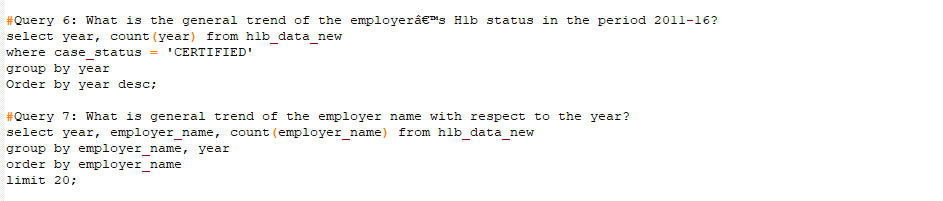 #Query 6: What is the general trend of the employerâ€™s H1b status in the period 2011-16?
select year, count(year) from h1b_data_new
where case_status = 'CERTIFIED'
group by year
Order by year desc;
#Query 7: What is general trend of the employer name with respect to the year?
select year, employer_name, count(employer_name) from h1b_data_new
group by employer_name, year
order by employer_name
limit 20;